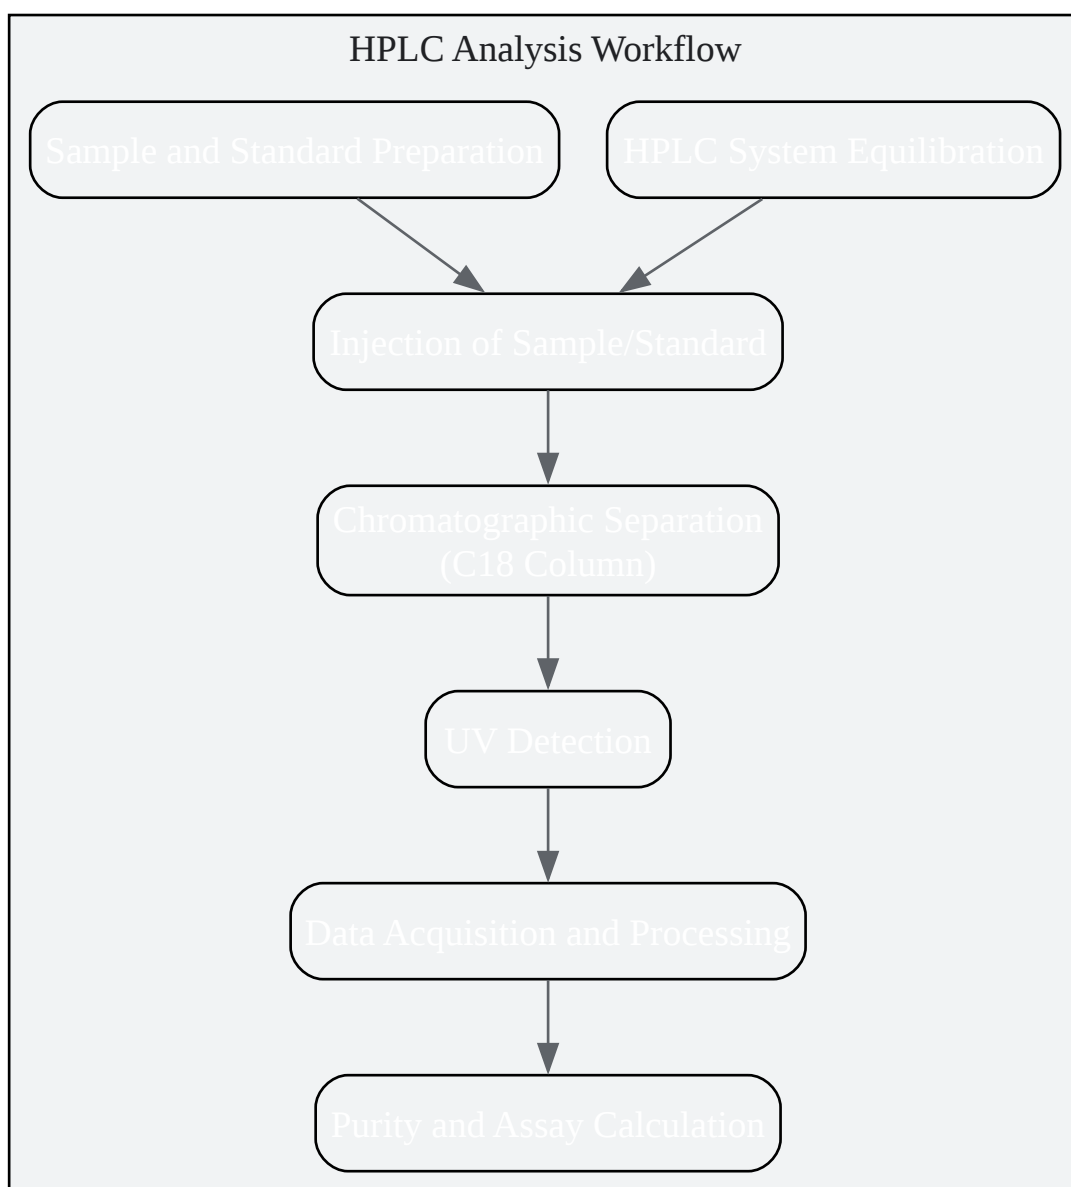 HPLC Analysis Workflow
Sample and Standard Preparation
HPLC System Equilibration
Injection of Sample/Standard
Chromatographic Separation
(C18 Column)
UV Detection
Data Acquisition and Processing
Purity and Assay Calculation